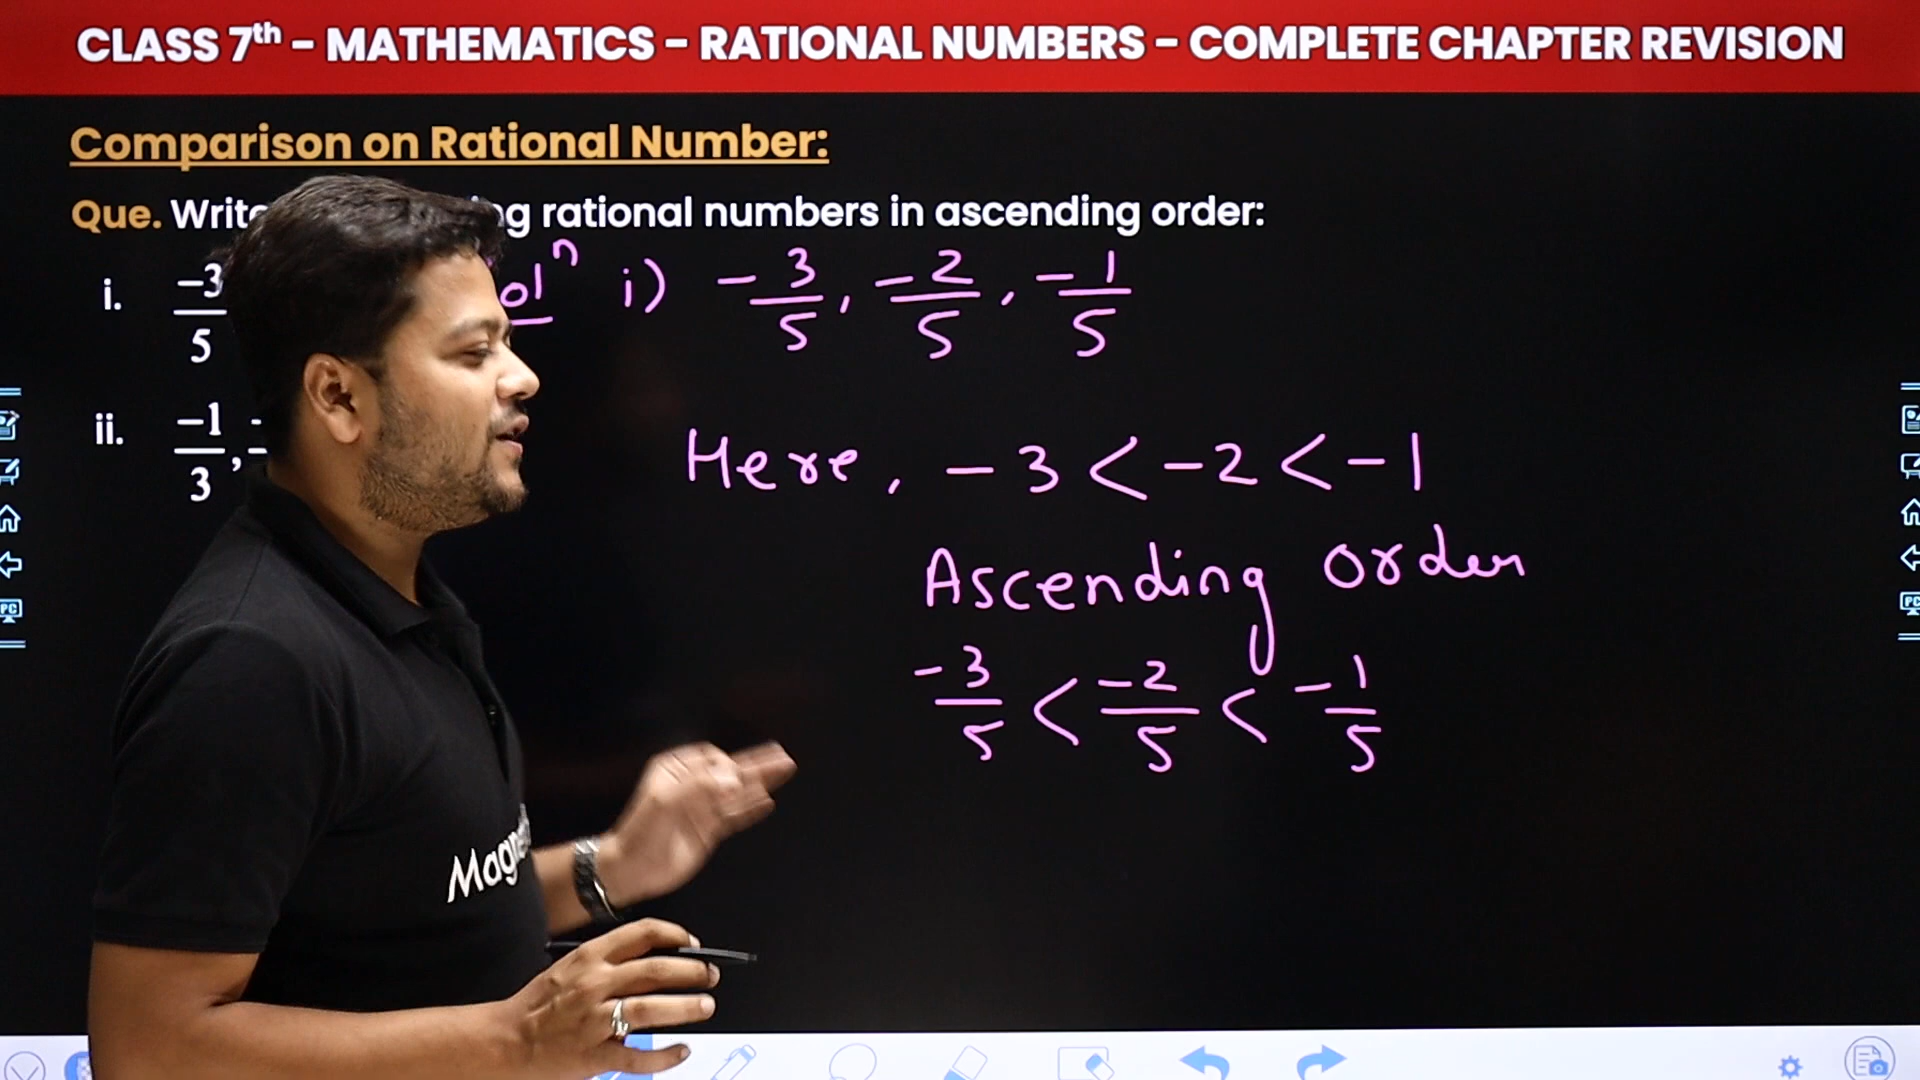 CLASS 7th - MATHEMATICS - RATIONAL NUMBERS - COMPLETE CHAPTER REVISION
Comparison on Rational Number:
Que. rational numbers in ascending order:
i. -3/5
i) -3/5, -2/5, -1/5
ii. -1/3,
Here, -3 < -2 < -1
Ascending order
-3/5 < -2/5 < -1/5